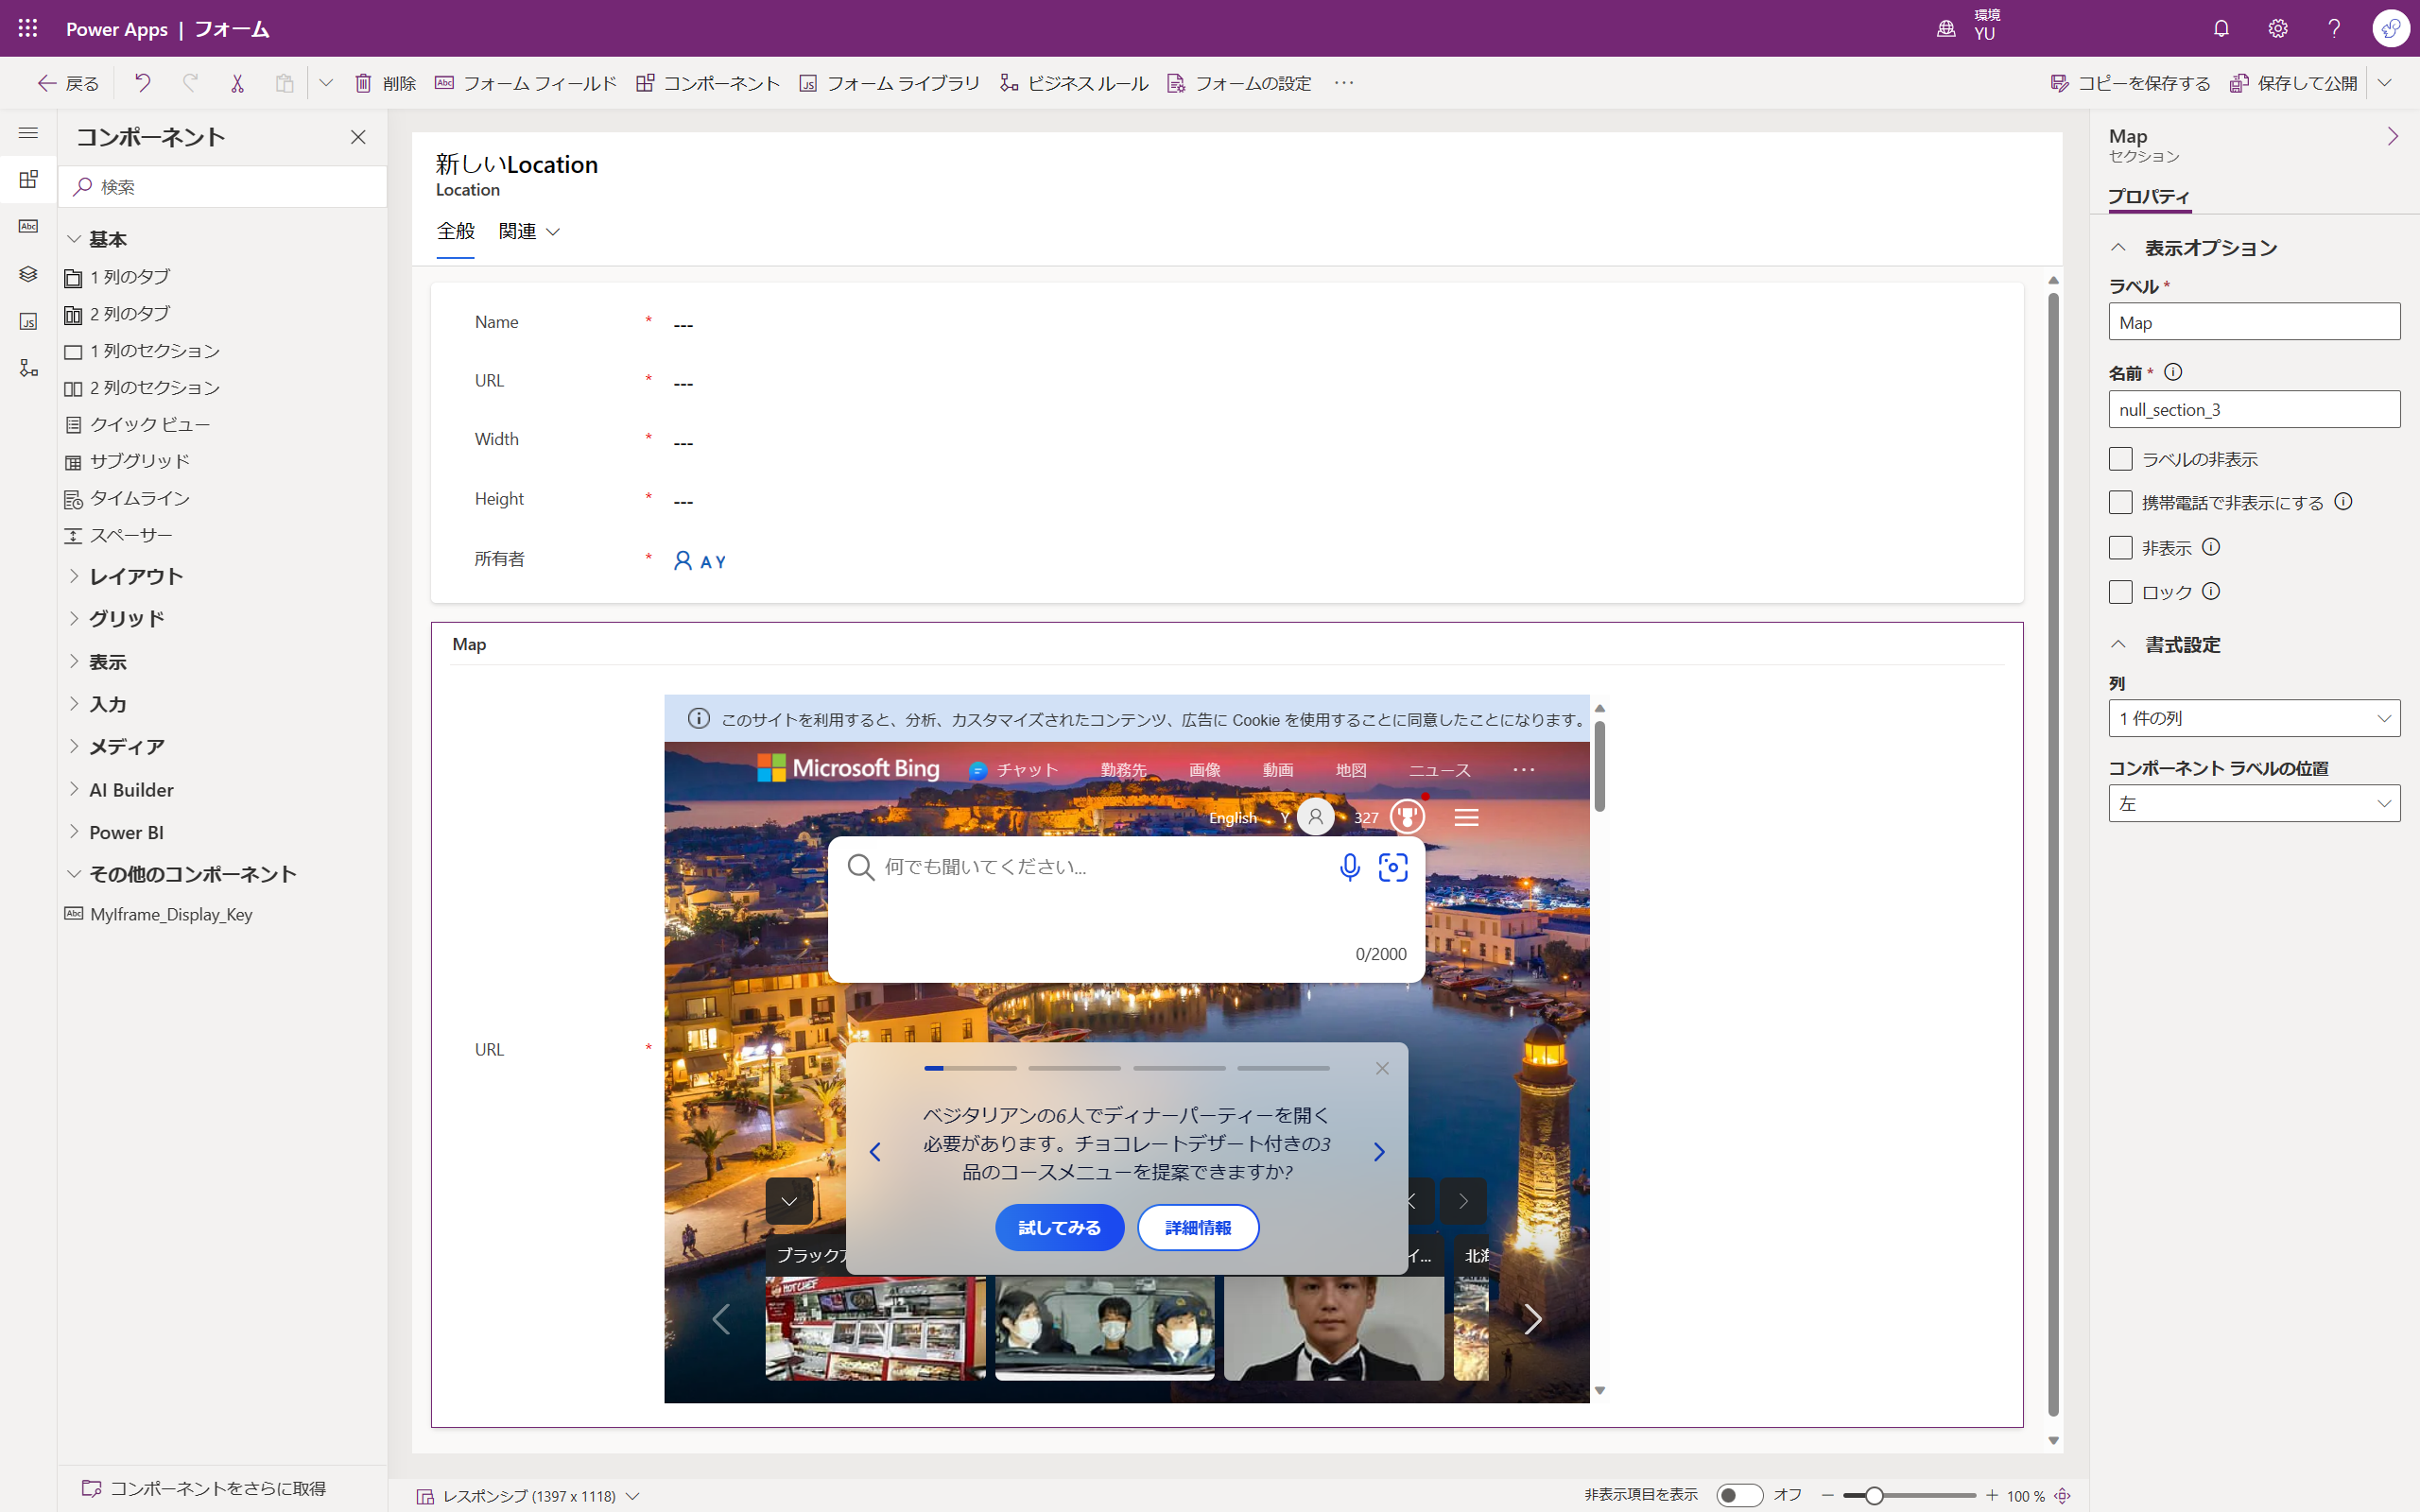 Power Apps | フォーム
環境
YU
戻る
削除
Abc フォーム フィールド
コンポーネント
JS フォーム ライブラリ
ビジネス ルール
フォームの設定
コピーを保存する
保存して公開
コンポーネント
検索
Abc
JS
基本
1 列のタブ
2 列のタブ
1 列のセクション
2 列のセクション
クイック ビュー
サブグリッド
タイムライン
スペーサー
レイアウト
グリッド
表示
入力
メディア
AI Builder
Power BI
その他のコンポーネント
Abc MyIframe_Display_Key
コンポーネントをさらに取得
新しいLocation
Location
全般 関連
Name * ---
URL * ---
Width * ---
Height * ---
所有者 * A Y
Map
URL *
このサイトを利用すると、分析、カスタマイズされたコンテンツ、広告に Cookie を使用することに同意したことになります。
Microsoft Bing チャット 勤務先 画像 動画 地図 ニュース
English Y 327
何でも聞いてください...
0/2000
ベジタリアンの6人でディナーパーティーを開く
必要があります。チョコレートデザート付きの3
品のコースメニューを提案できますか?
試してみる 詳細情報
ブラック
イ...
HOT CHEF
レスポンシブ (1397 x 1118)
非表示項目を表示 オフ
100 %
Map
セクション
プロパティ
表示オプション
ラベル *
Map
名前 *
null_section_3
ラベルの非表示
携帯電話で非表示にする
非表示
ロック
書式設定
列
1 件の列
コンポーネント ラベルの位置
左